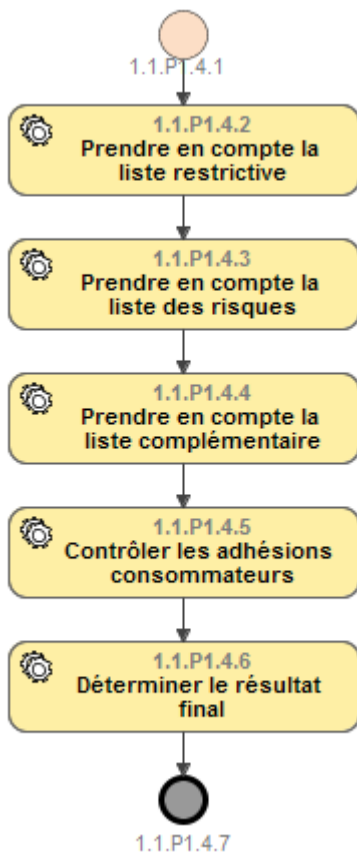 1.1.P1.4.1
1.1.P1.4.2
Prendre en compte la
liste restrictive
1.1.P1.4.3
Prendre en compte la
liste des risques
1.1.P1.4.4
Prendre en compte la
liste complémentaire
1.1.P1.4.5
Contrôler les adhésions
consommateurs
1.1.P1.4.6
Déterminer le résultat
final
1.1.P1.4.7